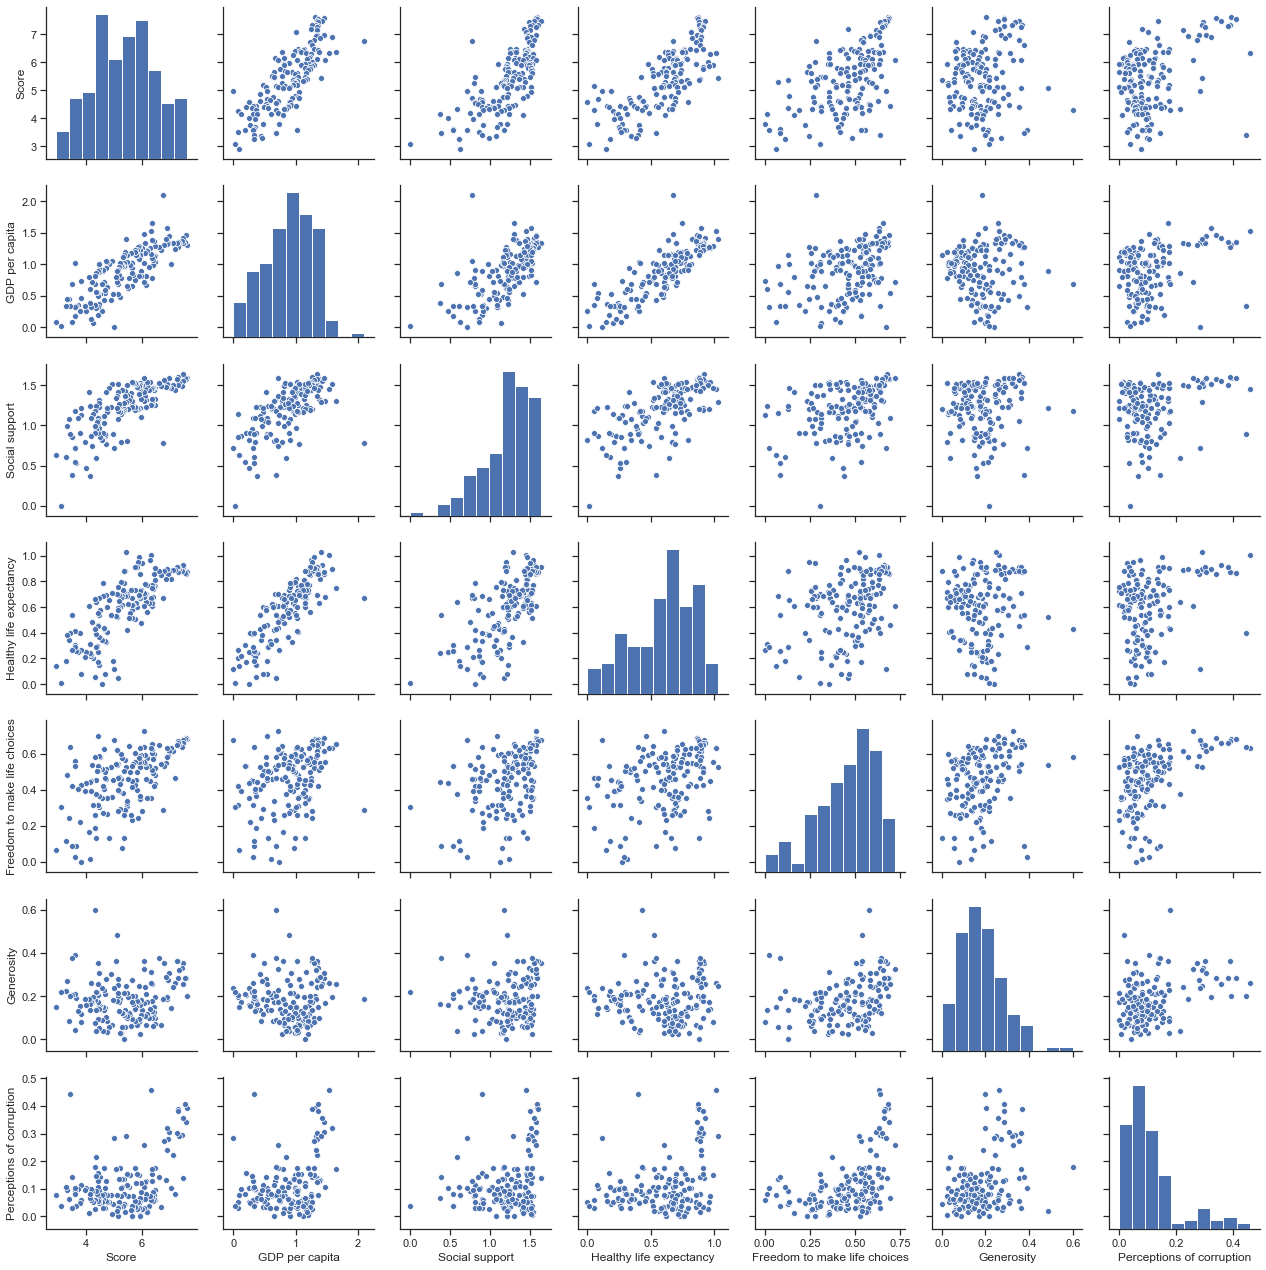 Score
7
6
5
4
3
GDP per capita
2.0
1.5
1.0
0.5
0.0
Social support
1.5
1.0
0.5
0.0
Healthy life expectancy
1.0
0.8
0.6
0.4
0.2
0.0
Freedom to make life choices
0.6
0.4
0.2
0.0
Generosity
0.6
0.4
0.2
0.0
Perceptions of corruption
0.5
0.4
0.3
0.2
0.1
0.0
4 6
0 1 2
0.0 0.5 1.0 1.5
0.0 0.5 1.0
0.00 0.25 0.50 0.75
0.0 0.2 0.4 0.6
0.0 0.2 0.4
Score
GDP per capita
Social support
Healthy life expectancy
Freedom to make life choices
Generosity
Perceptions of corruption